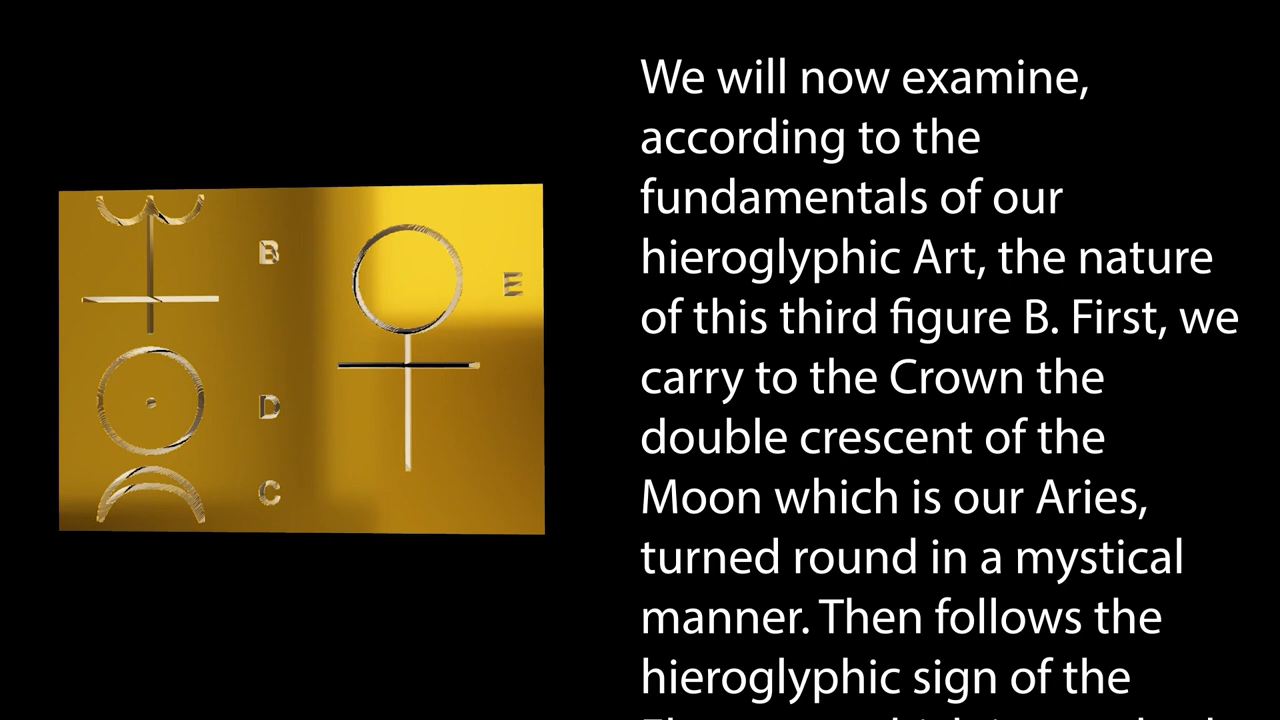 B
E
D
C
We will now examine,
according to the
fundamentals of our
hieroglyphic Art, the nature
of this third figure B. First, we
carry to the Crown the
double crescent of the
Moon which is our Aries,
turned round in a mystical
manner. Then follows the
hieroglyphic sign of the